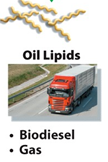 Oil Lipids
• Biodiesel
• Gas